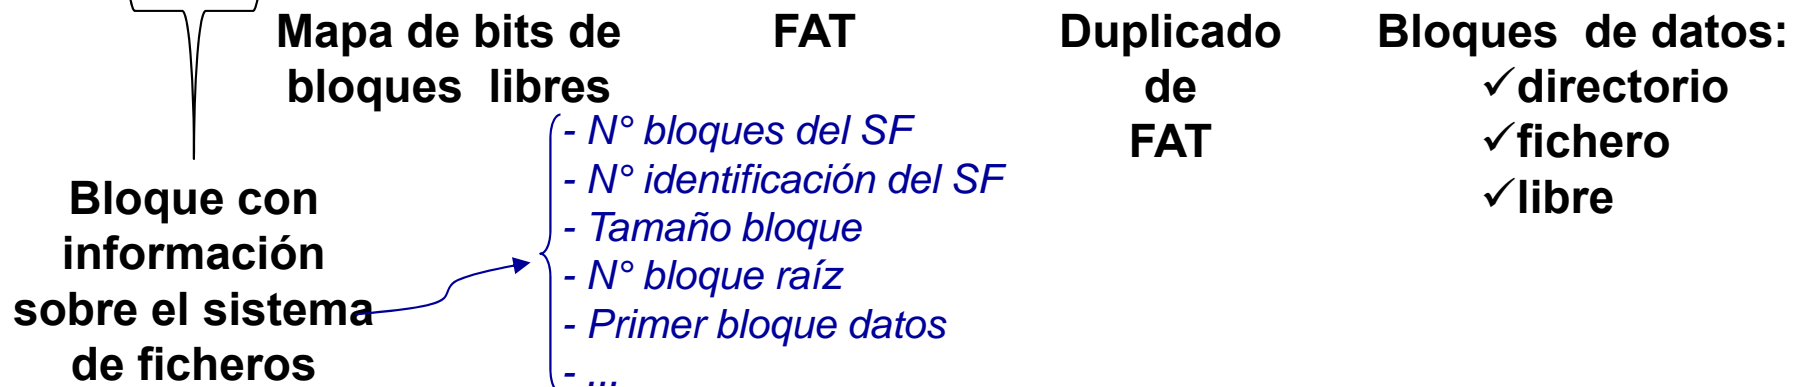 Mapa de bits de
bloques libres
FAT
Duplicado
de
FAT
Bloques de datos:
✓directorio
✓fichero
✓libre
Bloque con
información
sobre el sistema
de ficheros
- N° bloques del SF
- N° identificación del SF
- Tamaño bloque
- N° bloque raíz
- Primer bloque datos
- ...